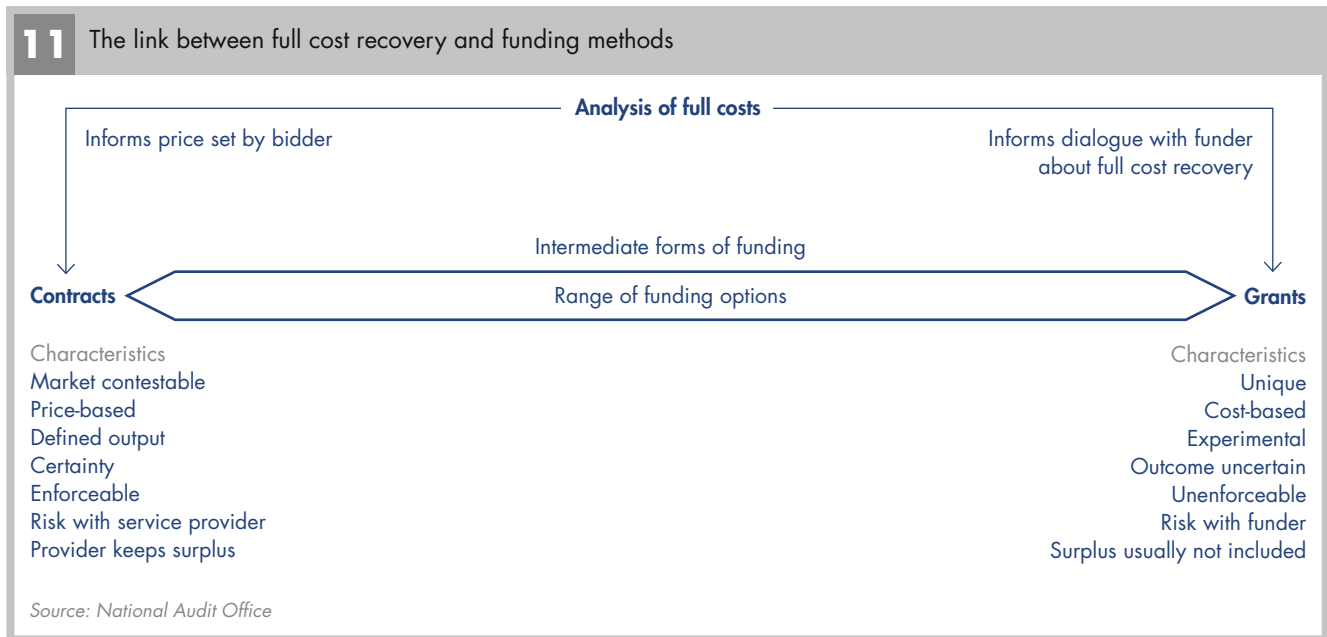 11 The link between full cost recovery and funding methods
Analysis of full costs
Informs price set by bidder
Informs dialogue with funder
about full cost recovery
Intermediate forms of funding
Contracts
Range of funding options
Grants
Characteristics
Market contestable
Price-based
Defined output
Certainty
Enforceable
Risk with service provider
Provider keeps surplus
Characteristics
Unique
Cost-based
Experimental
Outcome uncertain
Unenforceable
Risk with funder
Surplus usually not included
Source: National Audit Office